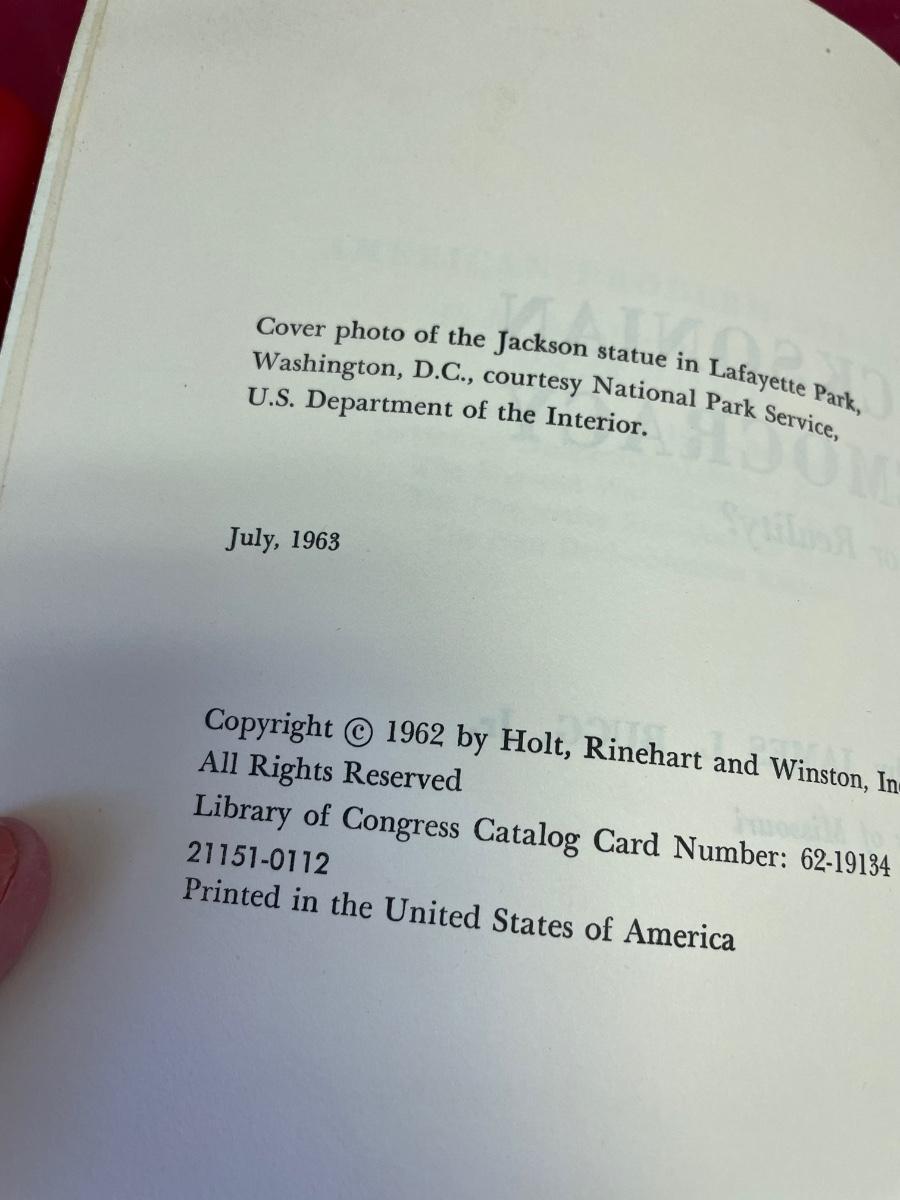 Cover photo of the Jackson statue in Lafayette Park,
Washington, D.C., courtesy National Park Service,
U.S. Department of the Interior.
July, 1963
Copyright © 1962 by Holt, Rinehart and Winston, In
All Rights Reserved
Library of Congress Catalog Card Number: 62-19134
21151-0112
Printed in the United States of America